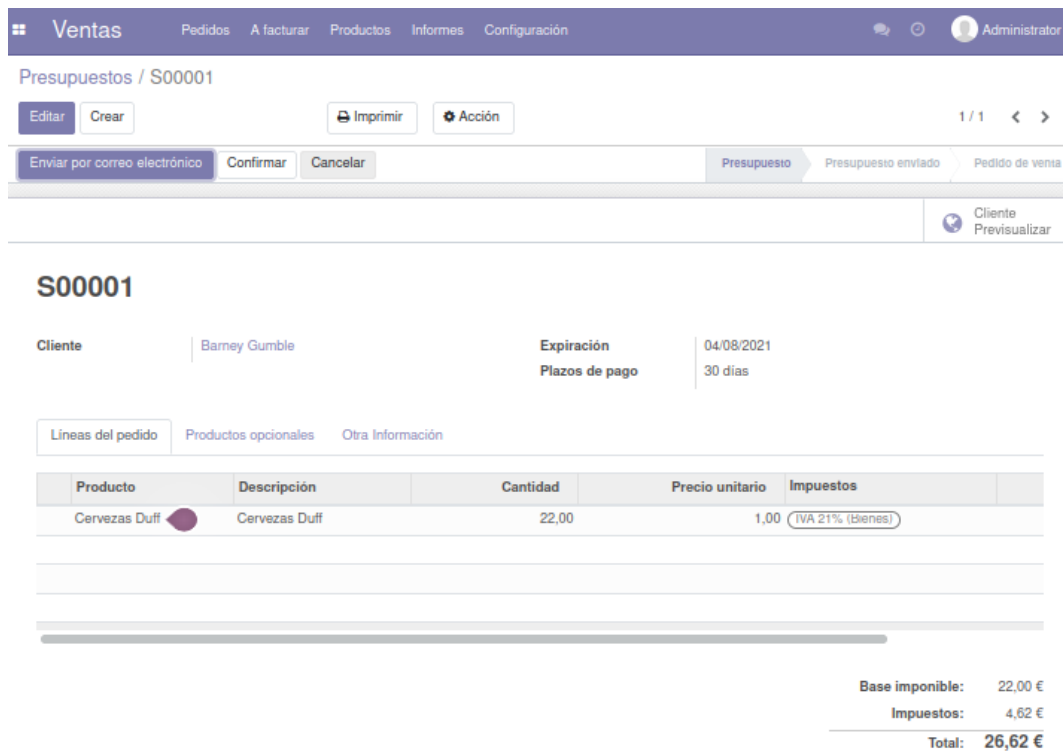 Ventas Pedidos A facturar Productos Informes Configuración Administrator
Presupuestos / S00001
Editar Crear Imprimir Acción 1 / 1
Enviar por correo electrónico Confirmar Cancelar Presupuesto Presupuesto enviado Pedido de venta
Cliente
Previsualizar
S00001
Cliente Barney Gumble Expiración 04/08/2021
Plazos de pago 30 días
Líneas del pedido Productos opcionales Otra Información
Producto Descripción Cantidad Precio unitario Impuestos
Cervezas Duff Cervezas Duff 22,00 1,00 IVA 21% (Bienes)
Base imponible: 22,00 €
Impuestos: 4,62 €
Total: 26,62 €